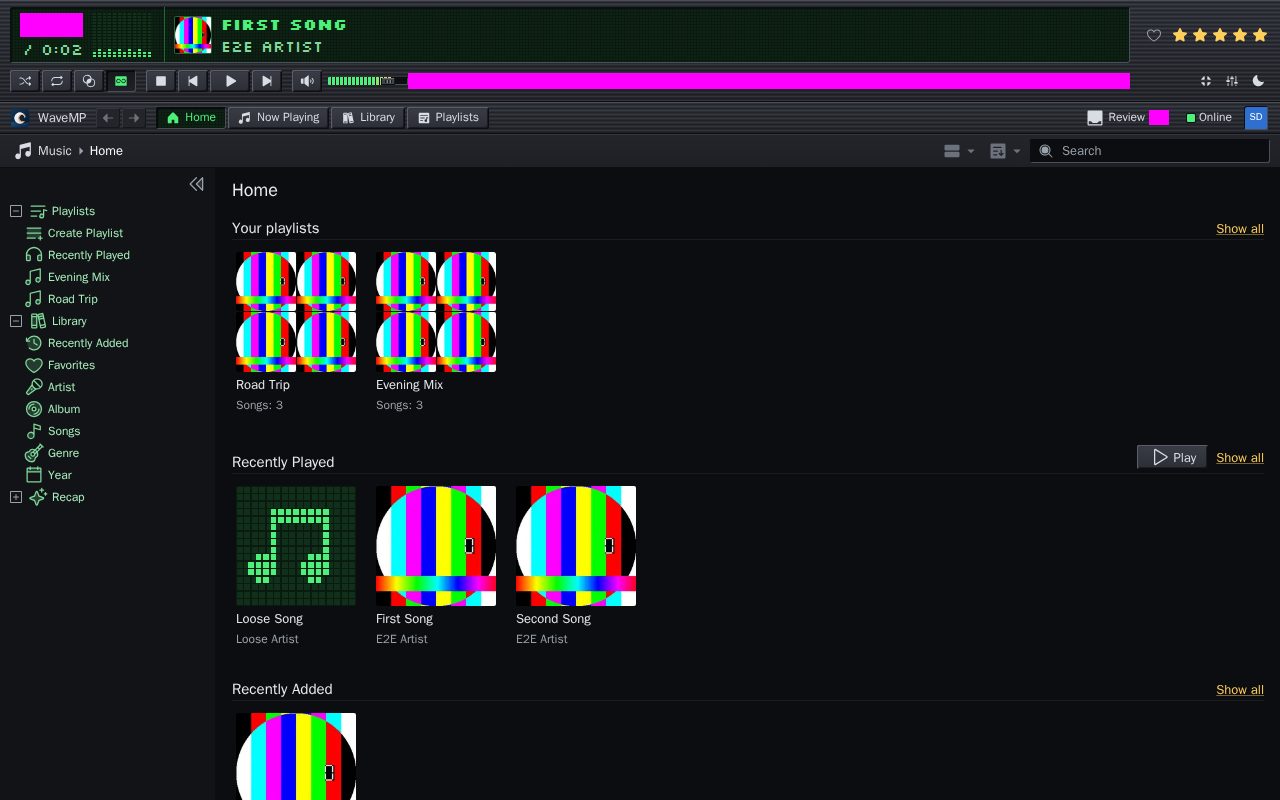 / 0:02
FIRST SONG
E2E ARTIST
WaveMP
Home
Now Playing
Library
Playlists
Review
Online
SD
Music
Home
Search
Playlists
Create Playlist
Recently Played
Evening Mix
Road Trip
Library
Recently Added
Favorites
Artist
Album
Songs
Genre
Year
Recap
Home
Your playlists
Show all
Road Trip
Songs: 3
Evening Mix
Songs: 3
Recently Played
Play
Show all
Loose Song
Loose Artist
First Song
E2E Artist
Second Song
E2E Artist
Recently Added
Show all